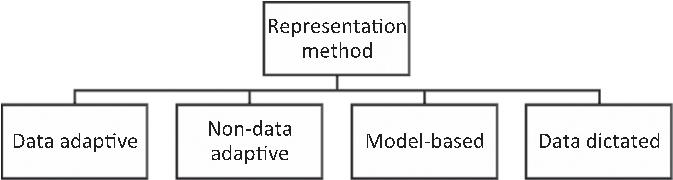 Representation
method
Data adaptive
Non-data
adaptive
Model-based
Data dictated